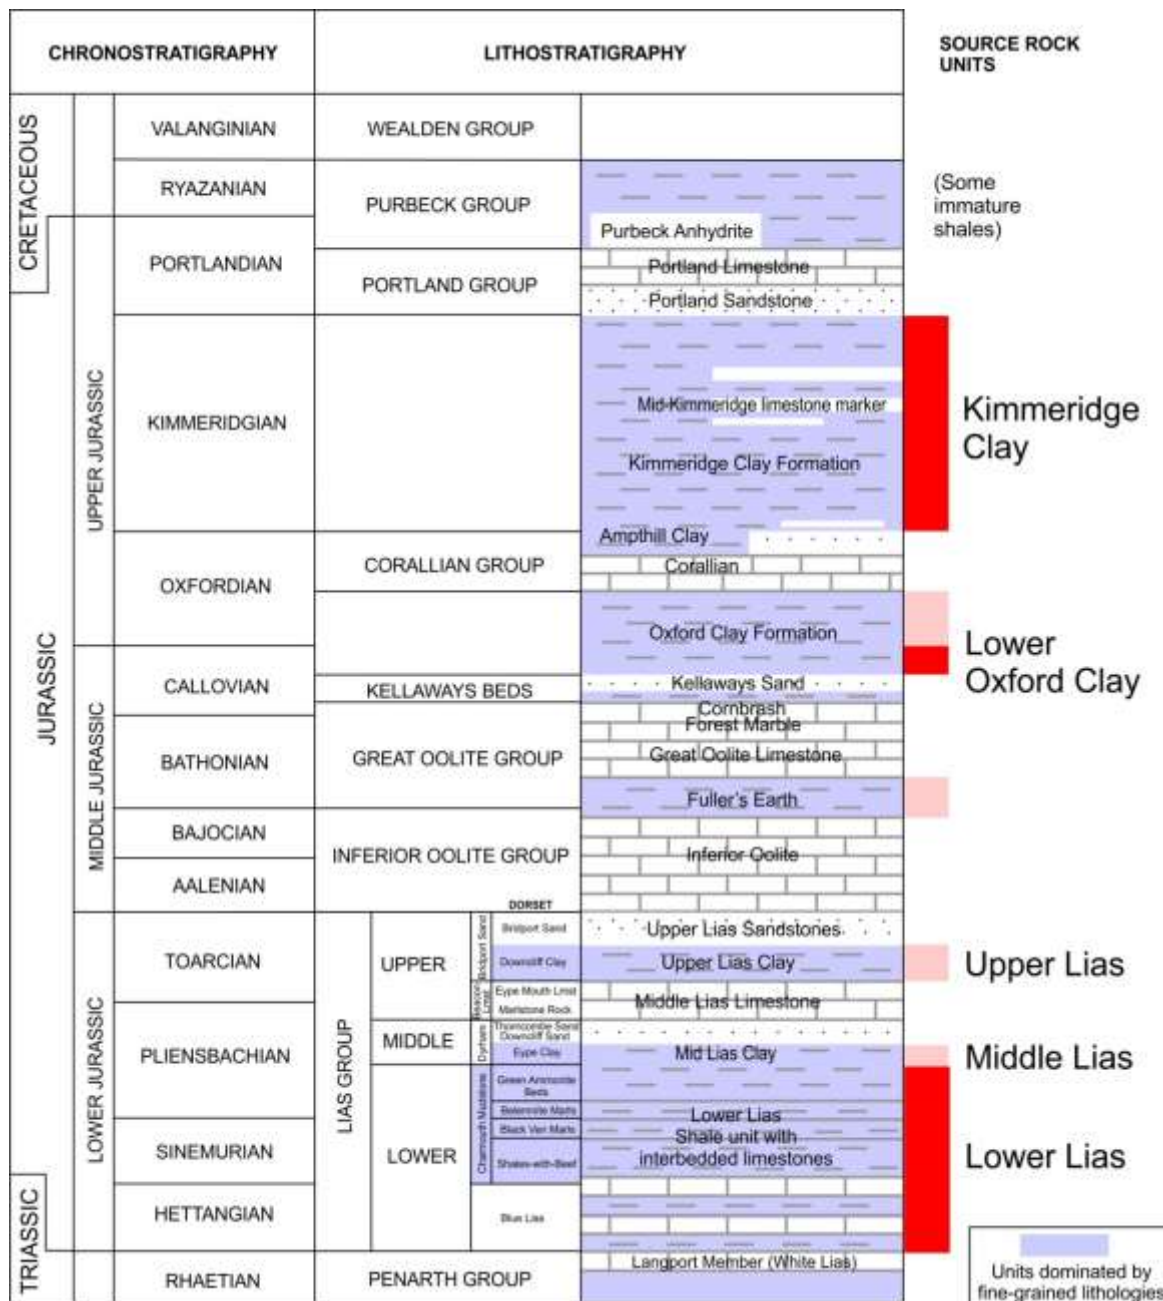 CHRONOSTRATIGRAPHY
LITHOSTRATIGRAPHY
SOURCE ROCK
UNITS
CRETACEOUS
JURASSIC
TRIASSIC
UPPER JURASSIC
MIDDLE JURASSIC
LOWER JURASSIC
VALANGINIAN
RYAZANIAN
PORTLANDIAN
KIMMERIDGIAN
OXFORDIAN
CALLOVIAN
BATHONIAN
BAJOCIAN
AALENIAN
TOARCIAN
PLIENSBACHIAN
SINEMURIAN
HETTANGIAN
RHAETIAN
WEALDEN GROUP
PURBECK GROUP
PORTLAND GROUP
CORALLIAN GROUP
KELLAWAYS BEDS
GREAT OOLITE GROUP
INFERIOR OOLITE GROUP
DORSET
LIAS GROUP
UPPER
MIDDLE
LOWER
PENARTH GROUP
Bridport Sand
Bridport Sand
Downcliff Clay
Beacon
Lmst
Eype Mouth Lmst
Marlstone Rock
Dyrham
Thorncombe Sand
Downcliff Sand
Eype Clay
Charmouth Mudstone
Green Ammonite
Beds
Belemnite Marls
Black Ven Marls
Shales-with-Beef
Blue Lias
Purbeck Anhydrite
Portland Limestone
Portland Sandstone
Mid-Kimmeridge limestone marker
Kimmeridge Clay Formation
Ampthill Clay
Corallian
Oxford Clay Formation
Kellaways Sand
Cornbrash
Forest Marble
Great Oolite Limestone
Fuller's Earth
Inferior Oolite
Upper Lias Sandstones
Upper Lias Clay
Middle Lias Limestone
Mid Lias Clay
Lower Lias
Shale unit with
interbedded limestones
Langport Member (White Lias)
(Some
immature
shales)
Kimmeridge
Clay
Lower
Oxford Clay
Upper Lias
Middle Lias
Lower Lias
Units dominated by
fine-grained lithologies